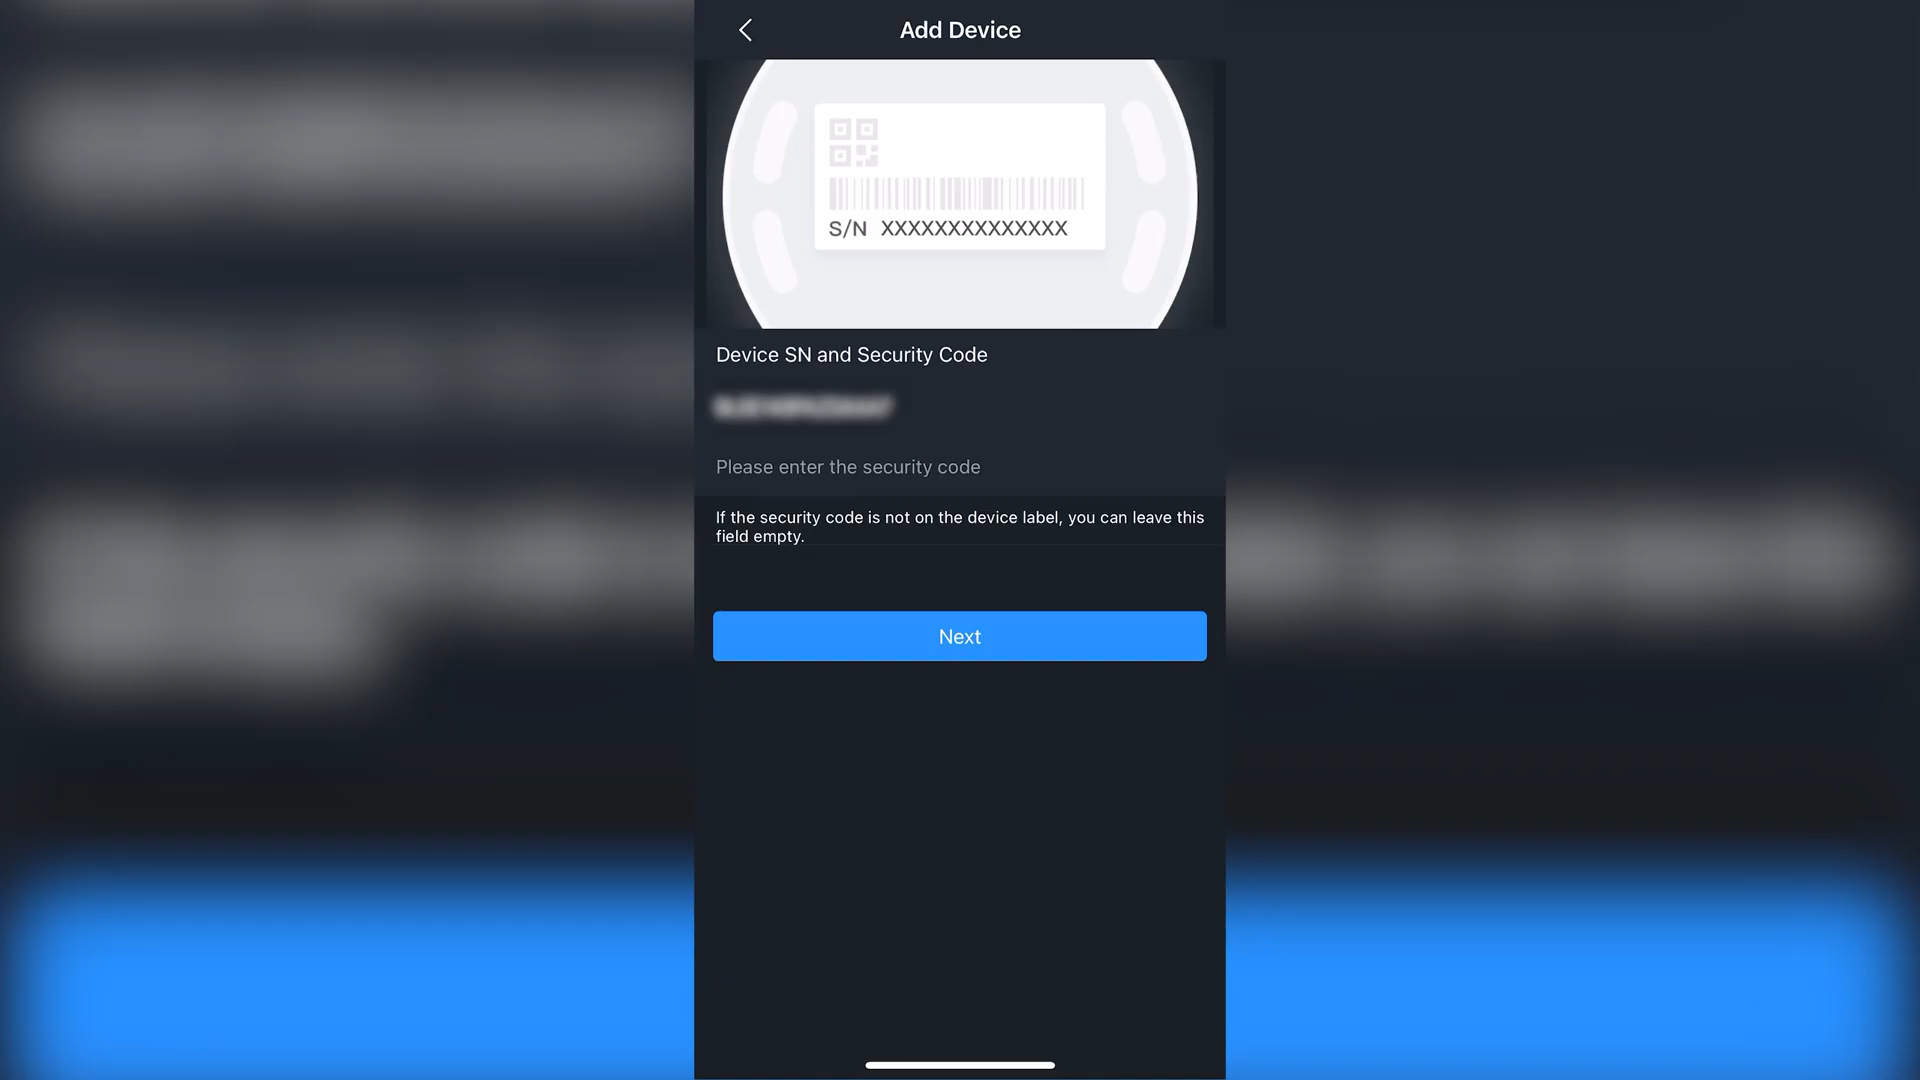 Add Device
S/N XXXXXXXXXXXXXX
Device SN and Security Code
Please enter the security code
If the security code is not on the device label, you can leave this
field empty.
Next